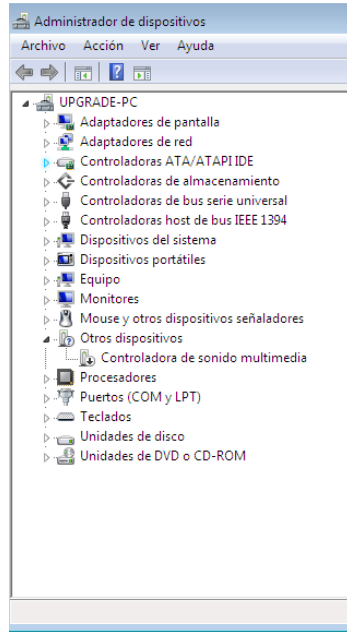 Administrador de dispositivos
Archivo Acción Ver Ayuda
UPGRADE-PC
Adaptadores de pantalla
Adaptadores de red
Controladoras ATA/ATAPI IDE
Controladoras de almacenamiento
Controladoras de bus serie universal
Controladoras host de bus IEEE 1394
Dispositivos del sistema
Dispositivos portátiles
Equipo
Monitores
Mouse y otros dispositivos señaladores
Otros dispositivos
Controladora de sonido multimedia
Procesadores
Puertos (COM y LPT)
Teclados
Unidades de disco
Unidades de DVD o CD-ROM